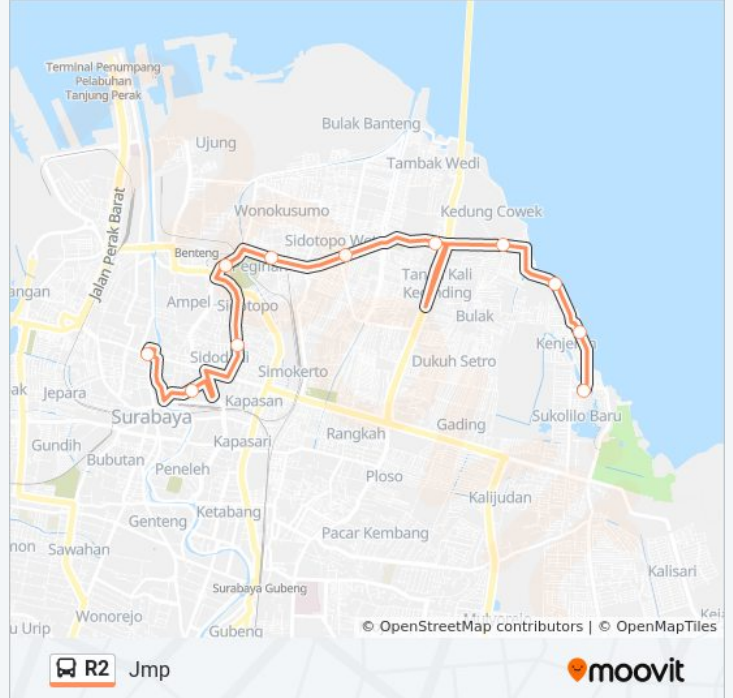 Terminal Penumpang
Pelabuhan
Tanjung Perak
Bulak Banteng
Ujung
Tambak Wedi
Jalan Perak Barat
Wonokusumo
Kedung Cowek
Benteng
Sidotopo
Ampel
Kali
Bulak
Dukuh Setro
Simokerto
Jepara
Kapasan
Sukolilo Baru
Surabaya
Gundih
Kapasari
Rangkah
Gading
Bubutan
Peneleh
Ploso
Kalijudan
Genteng
Ketabang
Pacar Kembang
Sawahan
Kalisari
Surabaya Gubeng
Wonorejo
Gubeng
© OpenStreetMap contributors | © OpenMapTiles
R2 Jmp
moovit